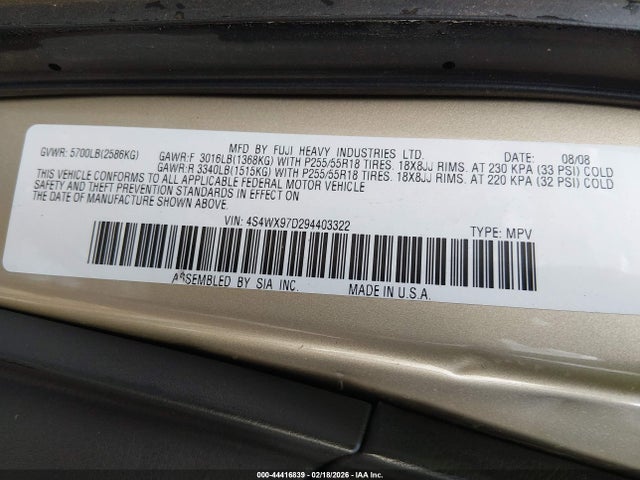 MFD BY FUJI HEAVY INDUSTRIES LTD. DATE: 08/08
GVWR: 5700LB(2586KG) GAWR:F 3016LB(1368KG) WITH P255/55R18 TIRES. 18X8JJ RIMS. AT 230 KPA (33 PSI) COLD
GAWR:R 3340LB(1515KG) WITH P255/55R18 TIRES. 18X8JJ RIMS. AT 220 KPA (32 PSI) COLD
THIS VEHICLE CONFORMS TO ALL APPLICABLE FEDERAL MOTOR VEHICLE
SAFETY AND THEFT PREVENTION STANDARDS IN EFFECT ON
THE DATE OF MANUFACTURE SHOWN ABOVE.
VIN: 4S4WX97D294403322 TYPE: MPV
ASSEMBLED BY SIA INC. MADE IN U.S.A.
000-44416839 - 02/18/2026 - IAA Inc.